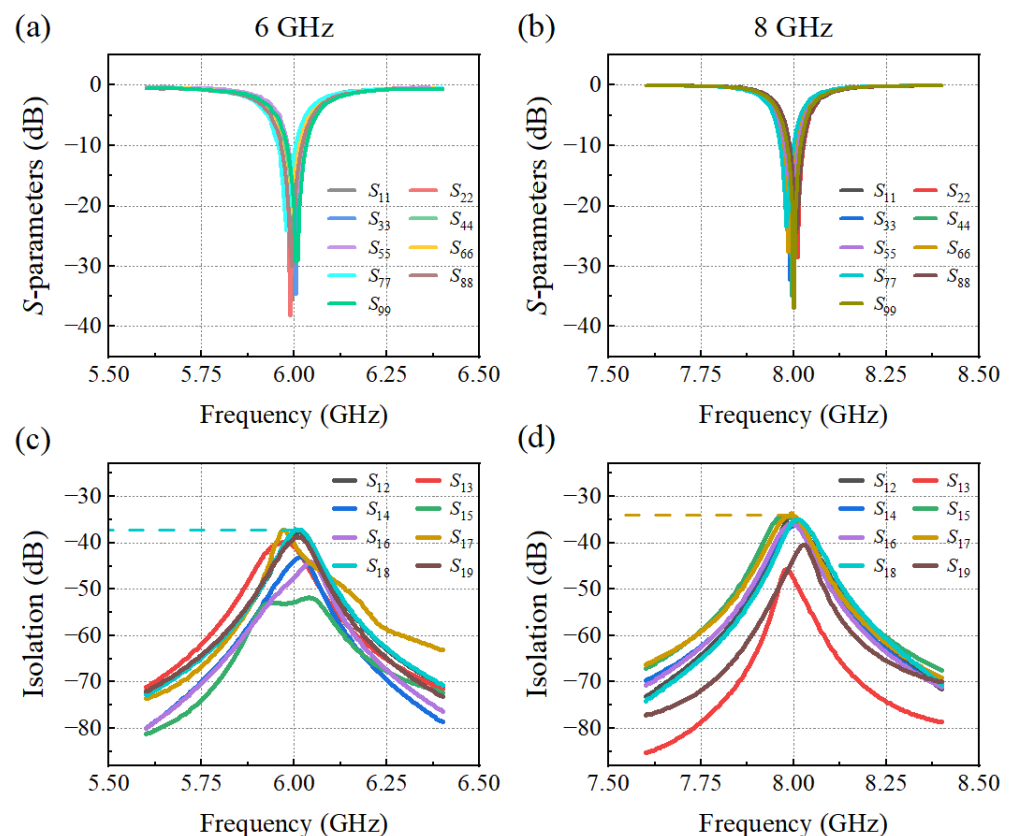 (a) 6 GHz
0
−10
−20
−30
−40
S-parameters (dB)
S11 S22
S33 S44
S55 S66
S77 S88
S99
5.50 5.75 6.00 6.25 6.50
Frequency (GHz)
(b) 8 GHz
0
−10
−20
−30
−40
S-parameters (dB)
S11 S22
S33 S44
S55 S66
S77 S88
S99
7.50 7.75 8.00 8.25 8.50
Frequency (GHz)
(c)
−30
−40
−50
−60
−70
−80
Isolation (dB)
S12 S13
S14 S15
S16 S17
S18 S19
5.50 5.75 6.00 6.25 6.50
Frequency (GHz)
(d)
−30
−40
−50
−60
−70
−80
Isolation (dB)
S12 S13
S14 S15
S16 S17
S18 S19
7.50 7.75 8.00 8.25 8.50
Frequency (GHz)